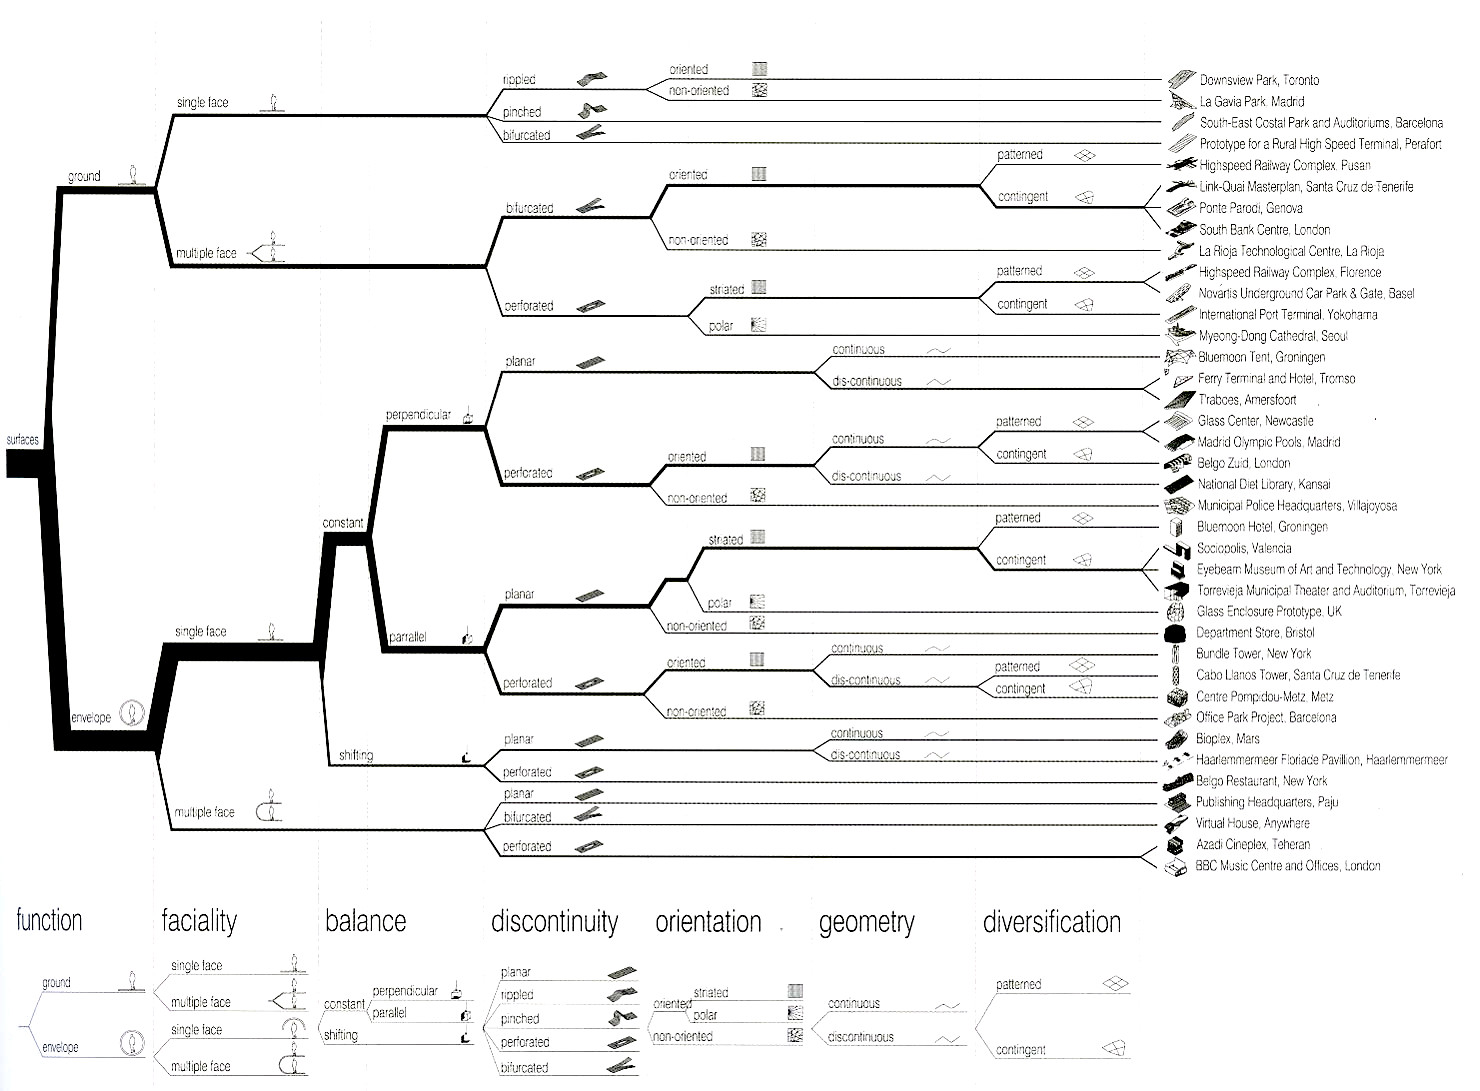 rippled
oriented
non-oriented
single face
pinched
bifurcated
ground
multiple face
bifurcated
oriented
patterned
contingent
non-oriented
perforated
striated
patterned
contingent
polar
planar
continuous
dis-continuous
surfaces
perpendicular
perforated
oriented
continuous
patterned
contingent
dis-continuous
non-oriented
constant
parrallel
planar
striated
patterned
contingent
polar
non-oriented
single face
perforated
oriented
continuous
dis-continuous
patterned
contingent
non-oriented
envelope
shifting
planar
continuous
dis-continuous
perforated
multiple face
planar
bifurcated
perforated
Downsview Park, Toronto
La Gavia Park, Madrid
South-East Costal Park and Auditoriums, Barcelona
Prototype for a Rural High Speed Terminal, Perafort
Highspeed Railway Complex, Pusan
Link-Quai Masterplan, Santa Cruz de Tenerife
Ponte Parodi, Genova
South Bank Centre, London
La Rioja Technological Centre, La Rioja
Highspeed Railway Complex, Florence
Novartis Underground Car Park & Gate, Basel
International Port Terminal, Yokohama
Myeong-Dong Cathedral, Seoul
Bluemoon Tent, Groningen
Ferry Terminal and Hotel, Tromso
Traboes, Amersfoort
Glass Center, Newcastle
Madrid Olympic Pools, Madrid
Belgo Zuid, London
National Diet Library, Kansai
Municipal Police Headquarters, Villajoyosa
Bluemoon Hotel, Groningen
Sociopolis, Valencia
Eyebeam Museum of Art and Technology, New York
Torrevieja Municipal Theater and Auditorium, Torrevieja
Glass Enclosure Prototype, UK
Department Store, Bristol
Bundle Tower, New York
Cabo Llanos Tower, Santa Cruz de Tenerife
Centre Pompidou-Metz, Metz
Office Park Project, Barcelona
Bioplex, Mars
Haarlemmermeer Floriade Pavillion, Haarlemmermeer
Belgo Restaurant, New York
Publishing Headquarters, Paju
Virtual House, Anywhere
Azadi Cineplex, Teheran
BBC Music Centre and Offices, London
function
ground
envelope
faciality
single face
multiple face
single face
multiple face
balance
constant
perpendicular
parallel
shifting
discontinuity
planar
rippled
pinched
perforated
bifurcated
orientation
oriented
striated
polar
non-oriented
geometry
continuous
discontinuous
diversification
patterned
contingent